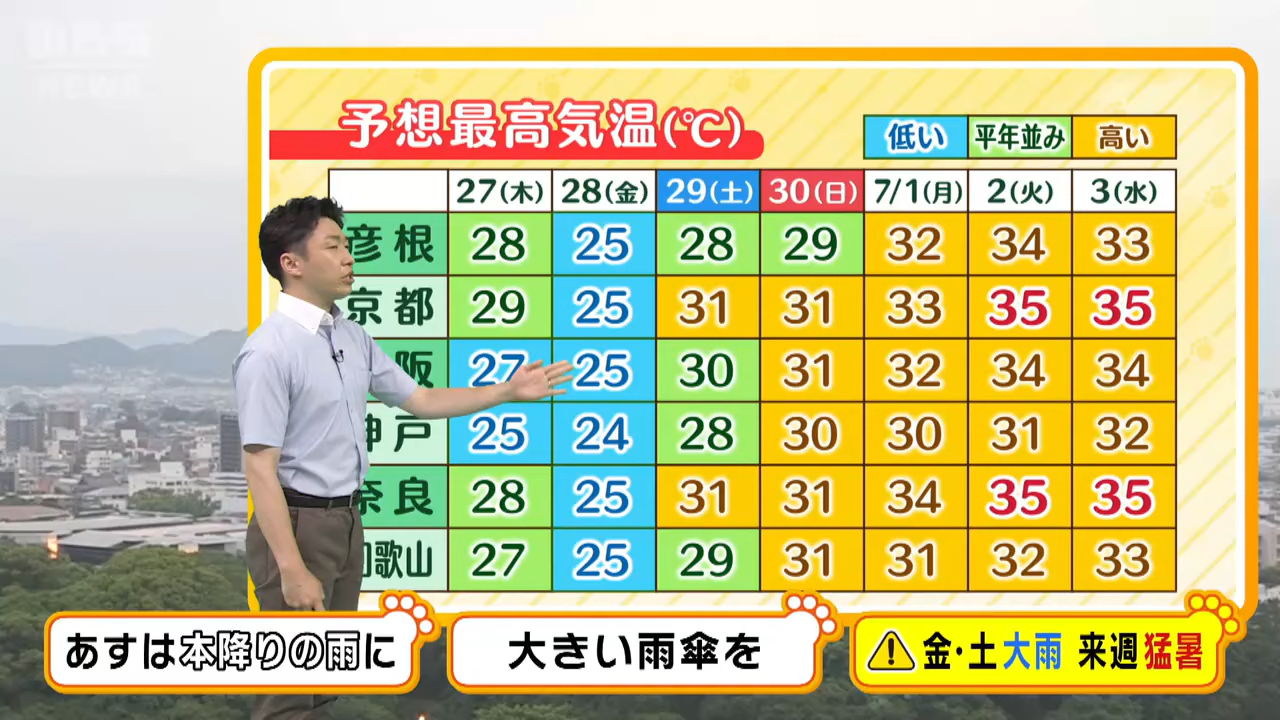 NEWS
予想最高気温(℃)
低い 平年並み 高い
27(木) 28(金) 29(土) 30(日) 7/1(月) 2(火) 3(水)
彦根 28 25 28 29 32 34 33
京都 29 25 31 31 33 35 35
阪 27 25 30 31 32 34 34
神戸 25 24 28 30 30 31 32
奈良 28 25 31 31 34 35 35
歌山 27 25 29 31 31 32 33
あすは本降りの雨に
大きい雨傘を
金・土大雨 来週猛暑